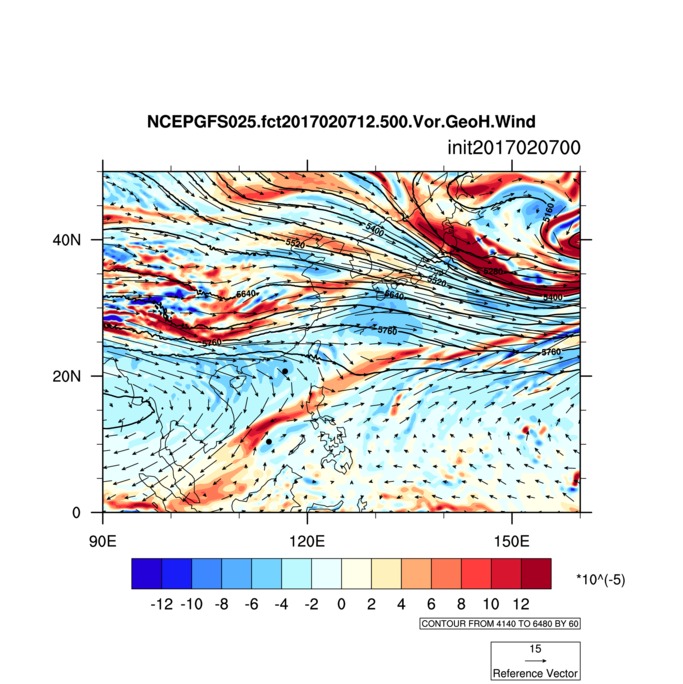 NCEPGFS025.fct2017020712.500.Vor.GeoH.Wind
init2017020700
5160
5400
5520
40N
5280
5520
5640
5640
5400
5760
5760
5760
20N
0
90E 120E 150E
-12 -10 -8 -6 -4 -2 0 2 4 6 8 10 12 *10^(-5)
CONTOUR FROM 4140 TO 6480 BY 60
15
Reference Vector